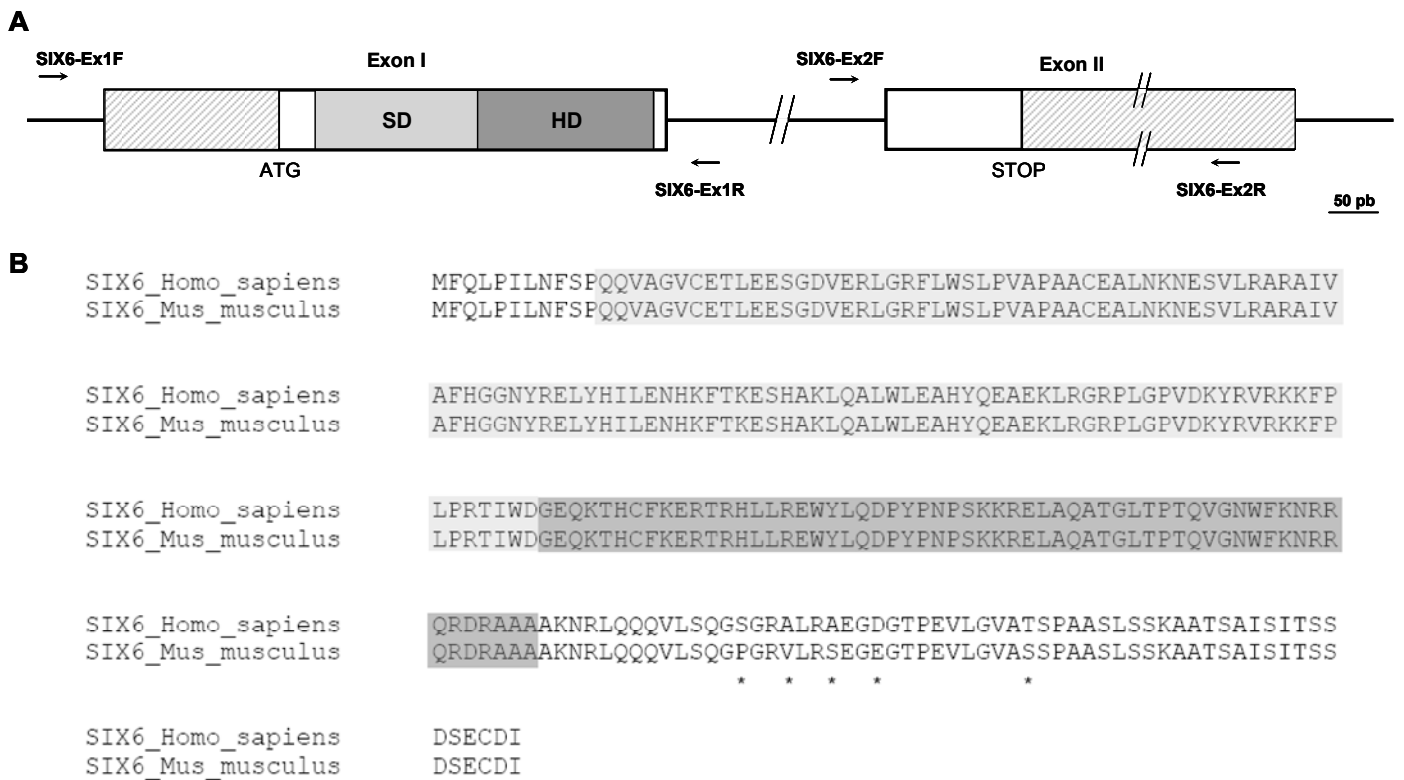 A
SIX6-Ex1F
Exon I
SIX6-Ex2F
Exon II
SD
HD
ATG
STOP
SIX6-Ex1R
SIX6-Ex2R
50 pb
B
SIX6_Homo_sapiens MFQLPILNFSPQQVAGVCETLEESGDVERLGRFLWSLPVAPAACEALNKNESVLRARAIV
SIX6_Mus_musculus MFQLPILNFSPQQVAGVCETLEESGDVERLGRFLWSLPVAPAACEALNKNESVLRARAIV
SIX6_Homo_sapiens AFHGGNYRELYHILENHKFTKESHAKLQALWLEAHYQEAEKLRGRPLGPVDKYRVRKKFP
SIX6_Mus_musculus AFHGGNYRELYHILENHKFTKESHAKLQALWLEAHYQEAEKLRGRPLGPVDKYRVRKKFP
SIX6_Homo_sapiens LPRTIWDGEQKTHCFKERTRHLLREWYLQDPYPNPSKKRELAQATGLTPTQVGNWFKNRR
SIX6_Mus_musculus LPRTIWDGEQKTHCFKERTRHLLREWYLQDPYPNPSKKRELAQATGLTPTQVGNWFKNRR
SIX6_Homo_sapiens QRDRAAAAKNRLQQQVLSQGSGRALRAEGDGTPEVLGVATSPAASLSSKAATSAISITSS
SIX6_Mus_musculus QRDRAAAAKNRLQQQVLSQGPGRVLRSEGEGTPEVLGVASSPAASLSSKAATSAISITSS
* * * * *
SIX6_Homo_sapiens DSECDI
SIX6_Mus_musculus DSECDI